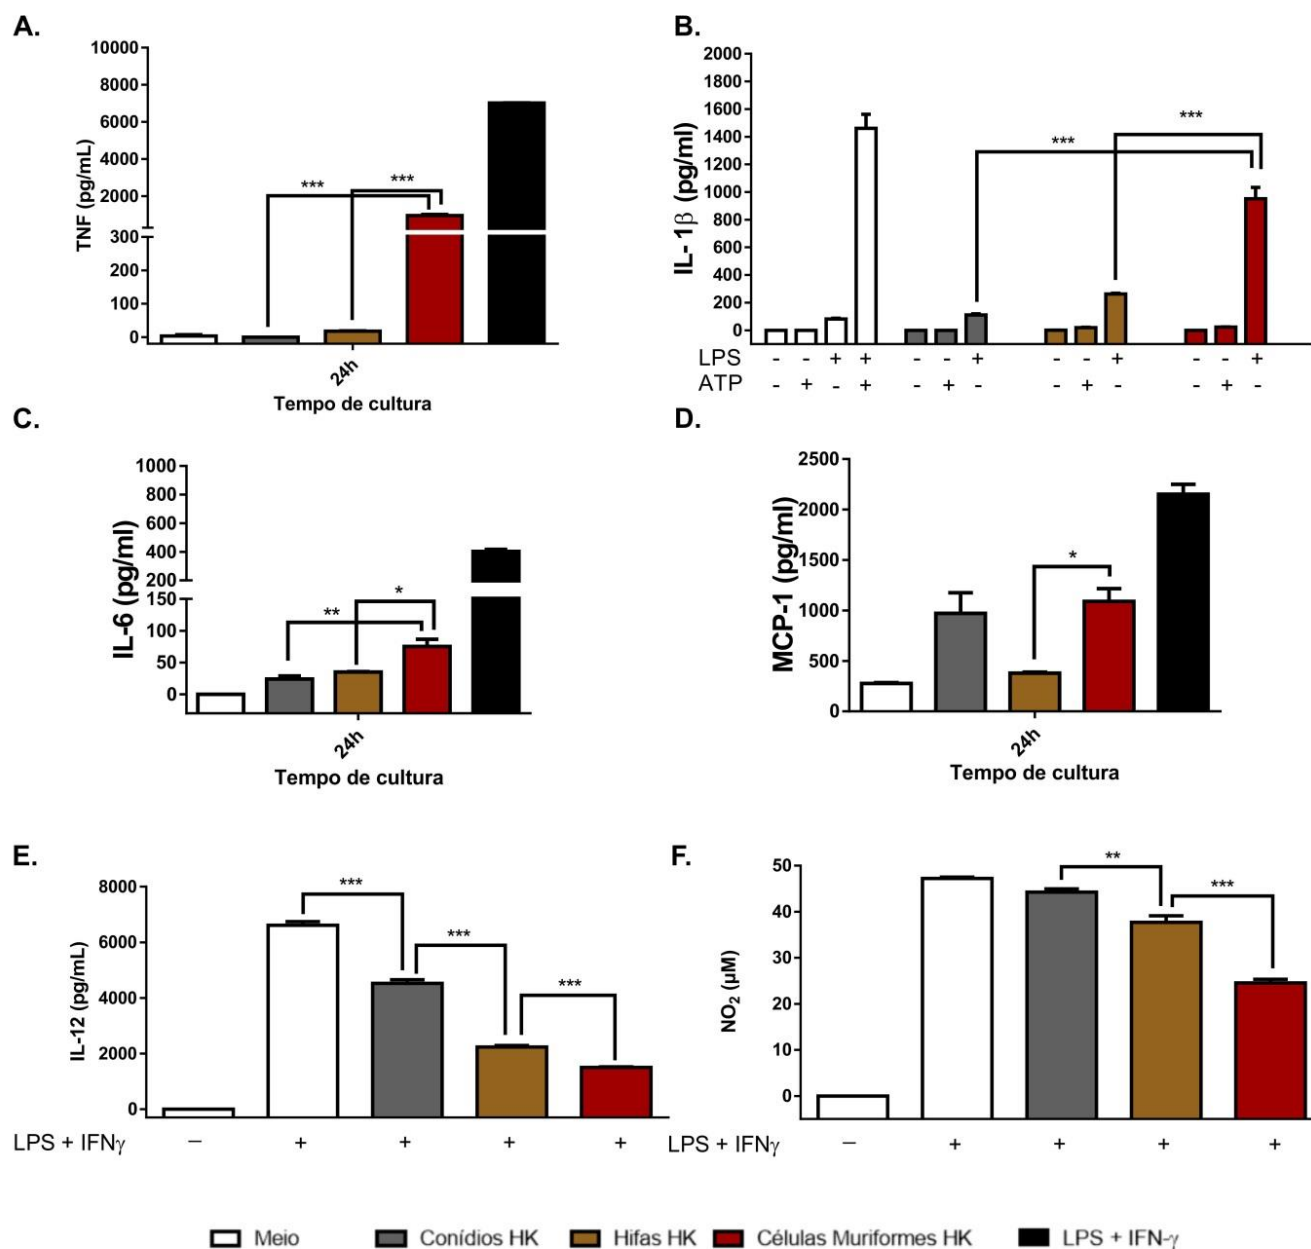 A.
10000
8000
6000
4000
2000
300
200
100
0
TNF (pg/mL)
***
***
24h
Tempo de cultura
B.
2000
1800
1600
1400
1200
1000
800
600
400
200
0
IL-1β (pg/ml)
***
***
LPS - - + + - - + - - + - - +
ATP - + - + - + - - + - - + -
C.
1000
800
600
400
200
150
100
50
0
IL-6 (pg/ml)
**
*
24h
Tempo de cultura
D.
2500
2000
1500
1000
500
0
MCP-1 (pg/ml)
*
24h
Tempo de cultura
E.
8000
6000
4000
2000
0
IL-12 (pg/mL)
***
***
***
LPS + IFNγ – + + + +
F.
50
40
30
20
10
0
NO₂ (µM)
**
***
LPS + IFNγ – + + + +
Meio Conídios HK Hifas HK Células Muriformes HK LPS + IFN-γ